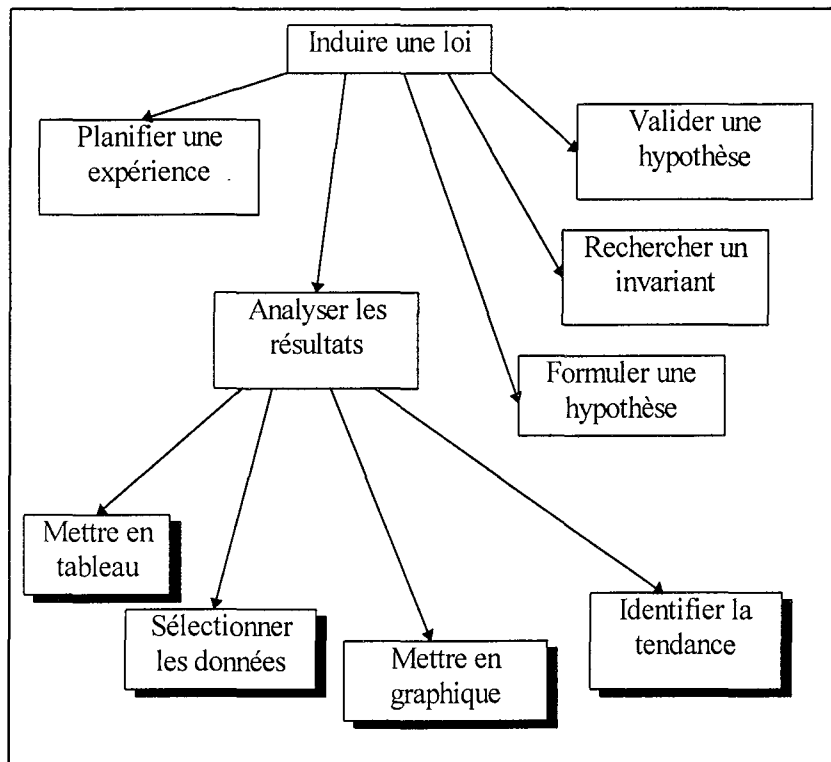 Induire une loi
Planifier une
expérience
Valider une
hypothèse
Rechercher un
invariant
Analyser les
résultats
Formuler une
hypothèse
Mettre en
tableau
Sélectionner
les données
Mettre en
graphique
Identifier la
tendance